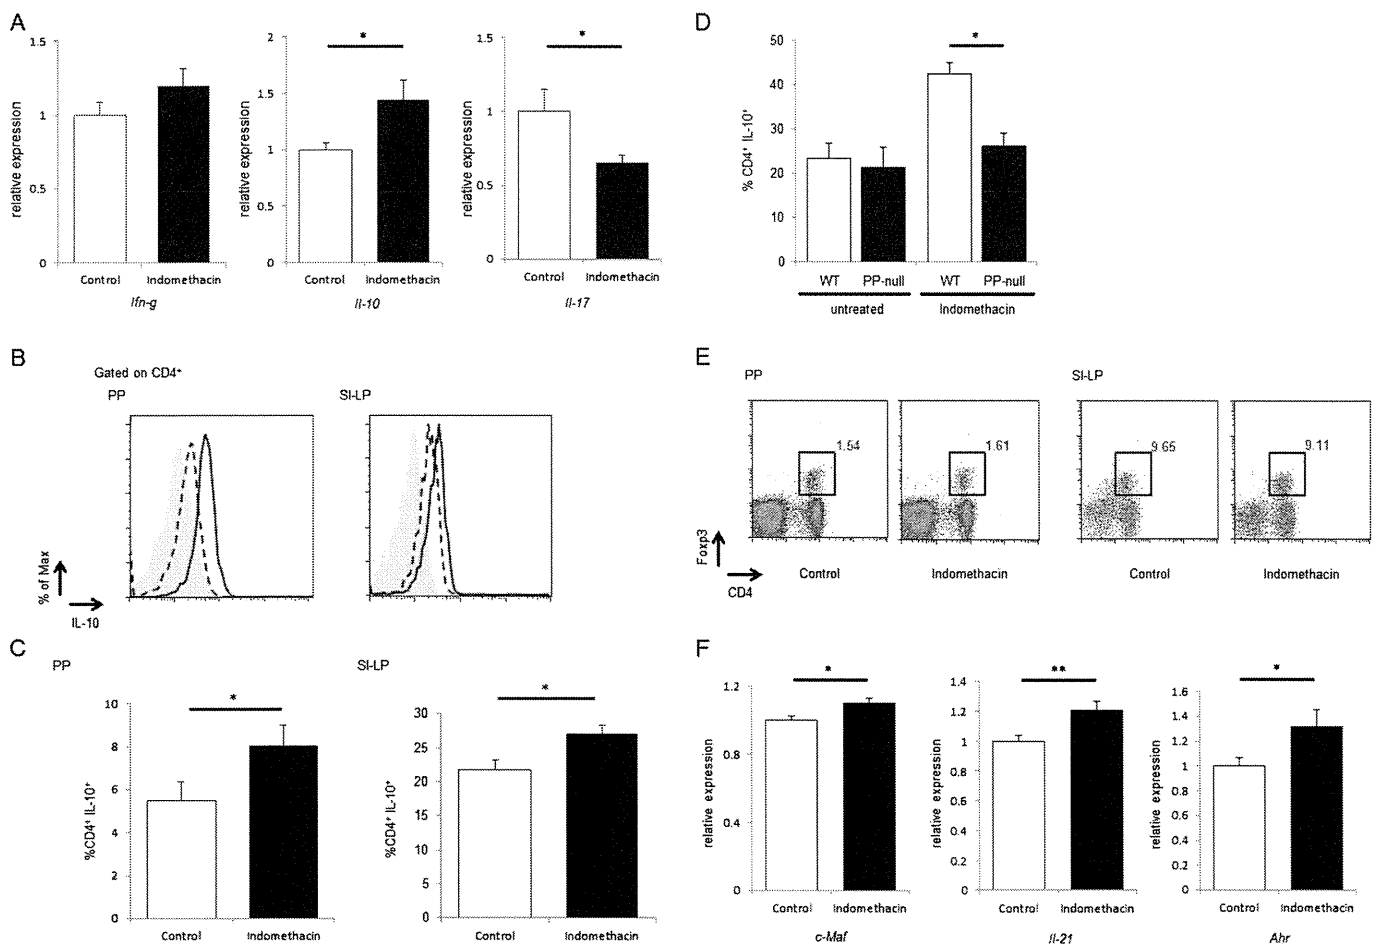 A
1.5
1
0.5
0
relative expression
Control
Indomethacin
Ifn-g
2
1.5
1
0.5
0
relative expression
*
Control
Indomethacin
Il-10
1.5
1
0.5
0
relative expression
*
Control
Indomethacin
Il-17
B
Gated on CD4+
PP
SI-LP
% of Max
IL-10
C
PP
10
8
6
4
2
0
%CD4+ IL-10+
*
Control
Indomethacin
SI-LP
30
25
20
15
10
5
0
%CD4+ IL-10+
*
Control
Indomethacin
D
50
40
30
20
10
0
% CD4+ IL-10+
*
WT
PP-null
WT
PP-null
untreated
Indomethacin
E
PP
SI-LP
1.54
1.61
9.65
9.11
Foxp3
CD4
Control
Indomethacin
Control
Indomethacin
F
1.2
1
0.8
0.4
0
relative expression
*
Control
Indomethacin
c-Maf
1.4
1.2
1
0.8
0.6
0.4
0.2
0
relative expression
**
Control
Indomethacin
Il-21
1.6
1.4
1.2
1
0.8
0.6
0.4
0.2
0
relative expression
*
Control
Indomethacin
Ahr